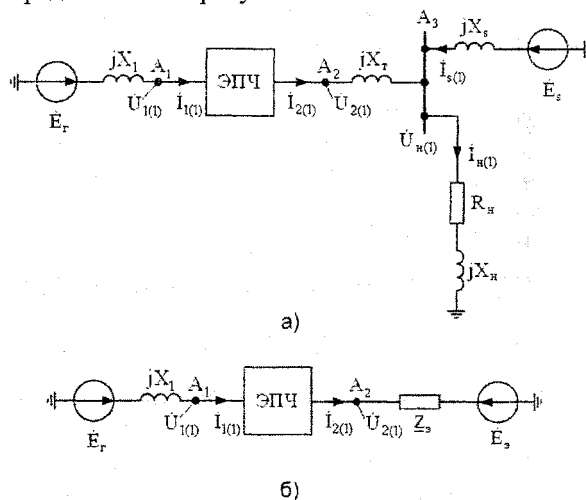 A₃
jX₁
A₁
ЭПЧ
A₂
jXₜ
jXₛ
U̇₁₍₁₎
İ₁₍₁₎
İ₂₍₁₎
U̇₂₍₁₎
İₛ₍₁₎
Ėг
Ėₛ
U̇н(1)
İн(1)
Rн
jXн
а)
jX₁
A₁
ЭПЧ
A₂
Ėг
U̇₁₍₁₎
İ₁₍₁₎
İ₂₍₁₎
U̇₂₍₁₎
Zэ
Ėэ
б)